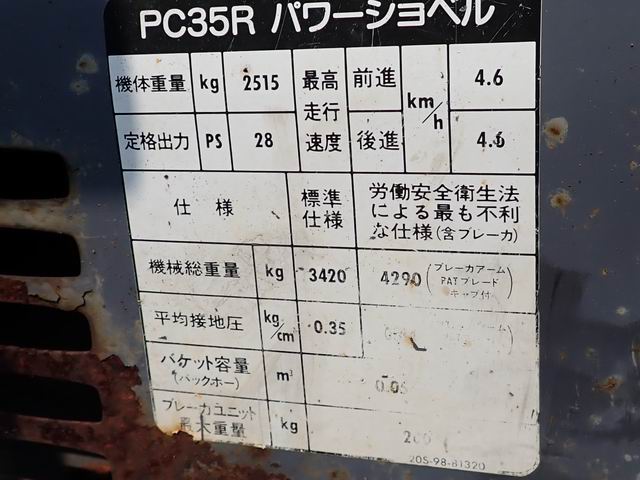 PC35R パワーショベル
機体重量 kg 2515 最高走行速度 前進 km/h 4.6
定格出力 PS 28 後進 4.6
仕様 標準仕様 労働安全衛生法による最も不利な仕様(含ブレーカ)
機械総重量 kg 3420 4290 (ブレーカアーム PATブレード キャブ付)
平均接地圧 kg/cm 0.35
バケット容量(バックホー) m³
ブレーカユニット最大重量 kg
20S-98-81320